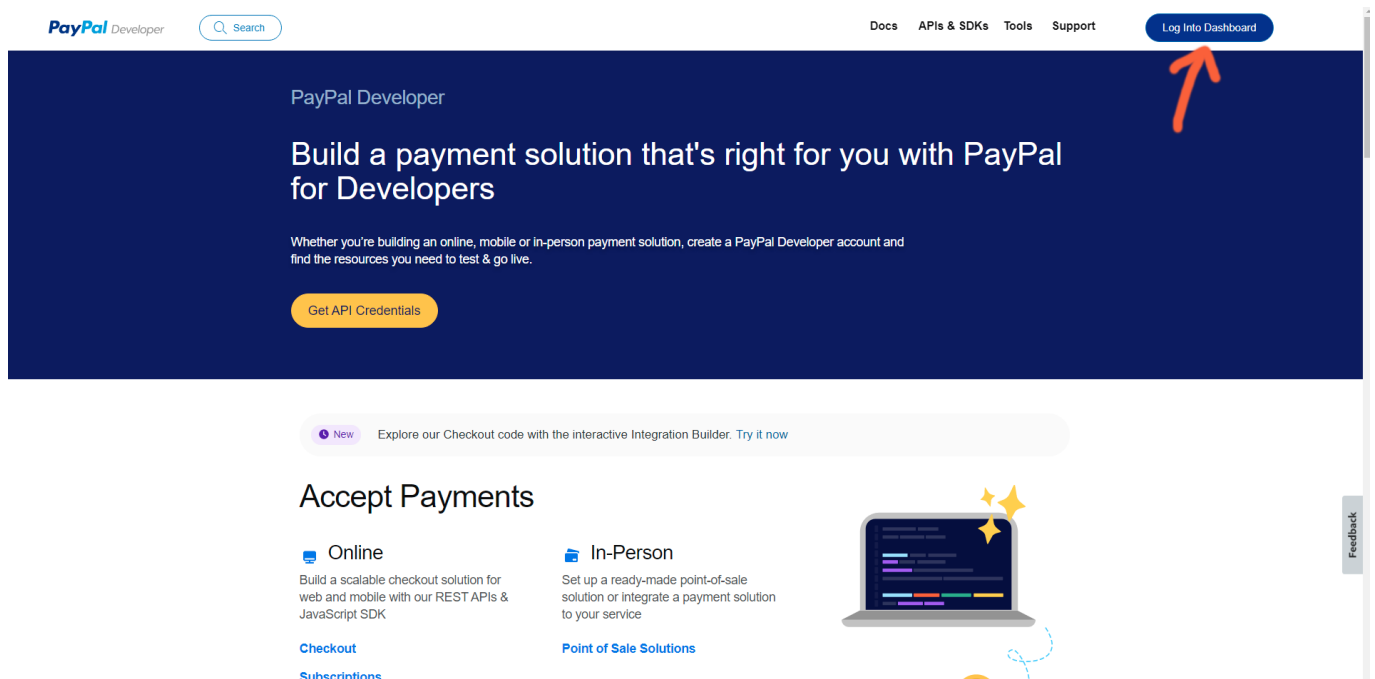 PayPal Developer
Search
Docs
APIs & SDKs
Tools
Support
Log Into Dashboard
PayPal Developer
Build a payment solution that's right for you with PayPal
for Developers
Whether you're building an online, mobile or in-person payment solution, create a PayPal Developer account and
find the resources you need to test & go live.
Get API Credentials
New
Explore our Checkout code with the interactive Integration Builder. Try it now
Accept Payments
Online
Build a scalable checkout solution for
web and mobile with our REST APIs &
JavaScript SDK
Checkout
Subscriptions
In-Person
Set up a ready-made point-of-sale
solution or integrate a payment solution
to your service
Point of Sale Solutions
Feedback